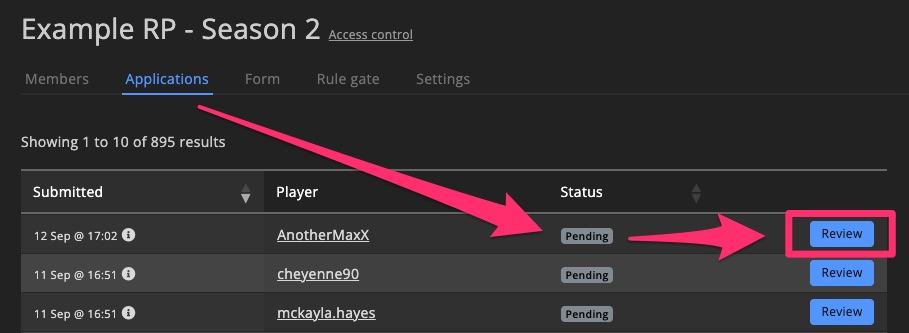 Example RP - Season 2 Access control
Members Applications Form Rule gate Settings
Showing 1 to 10 of 895 results
Submitted Player Status
12 Sep @ 17:02 AnotherMaxX Pending Review
11 Sep @ 16:51 cheyenne90 Pending Review
11 Sep @ 16:51 mckayla.hayes Pending Review